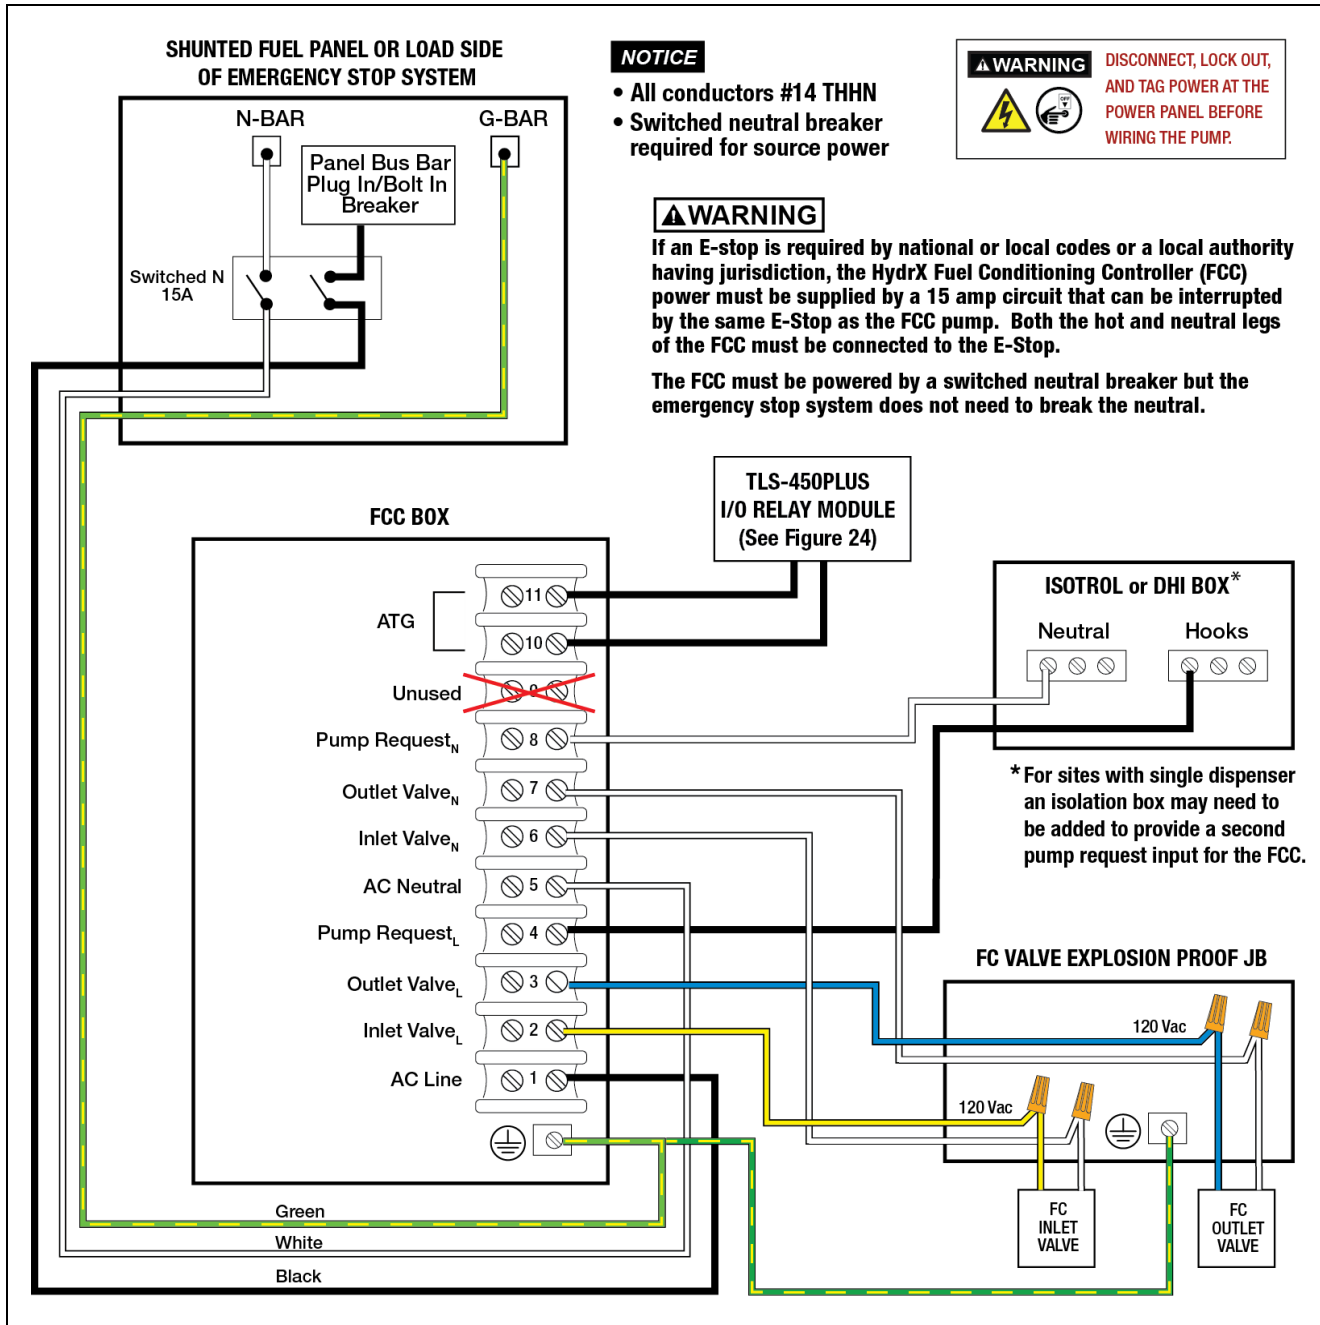 SHUNTED FUEL PANEL OR LOAD SIDE
OF EMERGENCY STOP SYSTEM
N-BAR
G-BAR
Panel Bus Bar
Plug In/Bolt In
Breaker
Switched N
15A
NOTICE
• All conductors #14 THHN
• Switched neutral breaker
required for source power
WARNING
OFF
DISCONNECT, LOCK OUT,
AND TAG POWER AT THE
POWER PANEL BEFORE
WIRING THE PUMP.
WARNING
If an E-stop is required by national or local codes or a local authority
having jurisdiction, the HydrX Fuel Conditioning Controller (FCC)
power must be supplied by a 15 amp circuit that can be interrupted
by the same E-Stop as the FCC pump. Both the hot and neutral legs
of the FCC must be connected to the E-Stop.
The FCC must be powered by a switched neutral breaker but the
emergency stop system does not need to break the neutral.
TLS-450PLUS
I/O RELAY MODULE
(See Figure 24)
FCC BOX
ATG
11
10
Unused
9
Pump RequestN
8
Outlet ValveN
7
Inlet ValveN
6
AC Neutral
5
Pump RequestL
4
Outlet ValveL
3
Inlet ValveL
2
AC Line
1
ISOTROL or DHI BOX*
Neutral
Hooks
* For sites with single dispenser
an isolation box may need to
be added to provide a second
pump request input for the FCC.
FC VALVE EXPLOSION PROOF JB
120 Vac
120 Vac
FC
INLET
VALVE
FC
OUTLET
VALVE
Green
White
Black